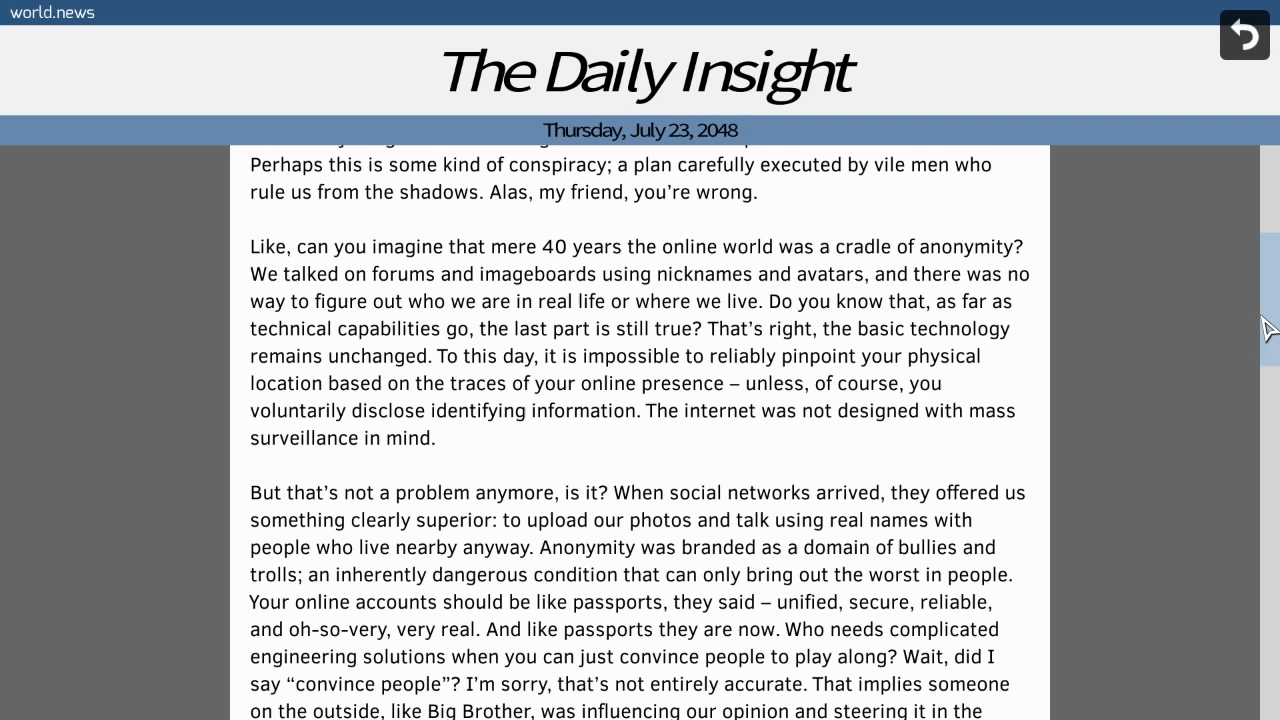 world.news
The Daily Insight
Thursday, July 23, 2048
Perhaps this is some kind of conspiracy; a plan carefully executed by vile men who
rule us from the shadows. Alas, my friend, you’re wrong.
Like, can you imagine that mere 40 years the online world was a cradle of anonymity?
We talked on forums and imageboards using nicknames and avatars, and there was no
way to figure out who we are in real life or where we live. Do you know that, as far as
technical capabilities go, the last part is still true? That’s right, the basic technology
remains unchanged. To this day, it is impossible to reliably pinpoint your physical
location based on the traces of your online presence – unless, of course, you
voluntarily disclose identifying information. The internet was not designed with mass
surveillance in mind.
But that’s not a problem anymore, is it? When social networks arrived, they offered us
something clearly superior: to upload our photos and talk using real names with
people who live nearby anyway. Anonymity was branded as a domain of bullies and
trolls; an inherently dangerous condition that can only bring out the worst in people.
Your online accounts should be like passports, they said – unified, secure, reliable,
and oh-so-very, very real. And like passports they are now. Who needs complicated
engineering solutions when you can just convince people to play along? Wait, did I
say “convince people”? I’m sorry, that’s not entirely accurate. That implies someone
on the outside, like Big Brother, was influencing our opinion and steering it in the